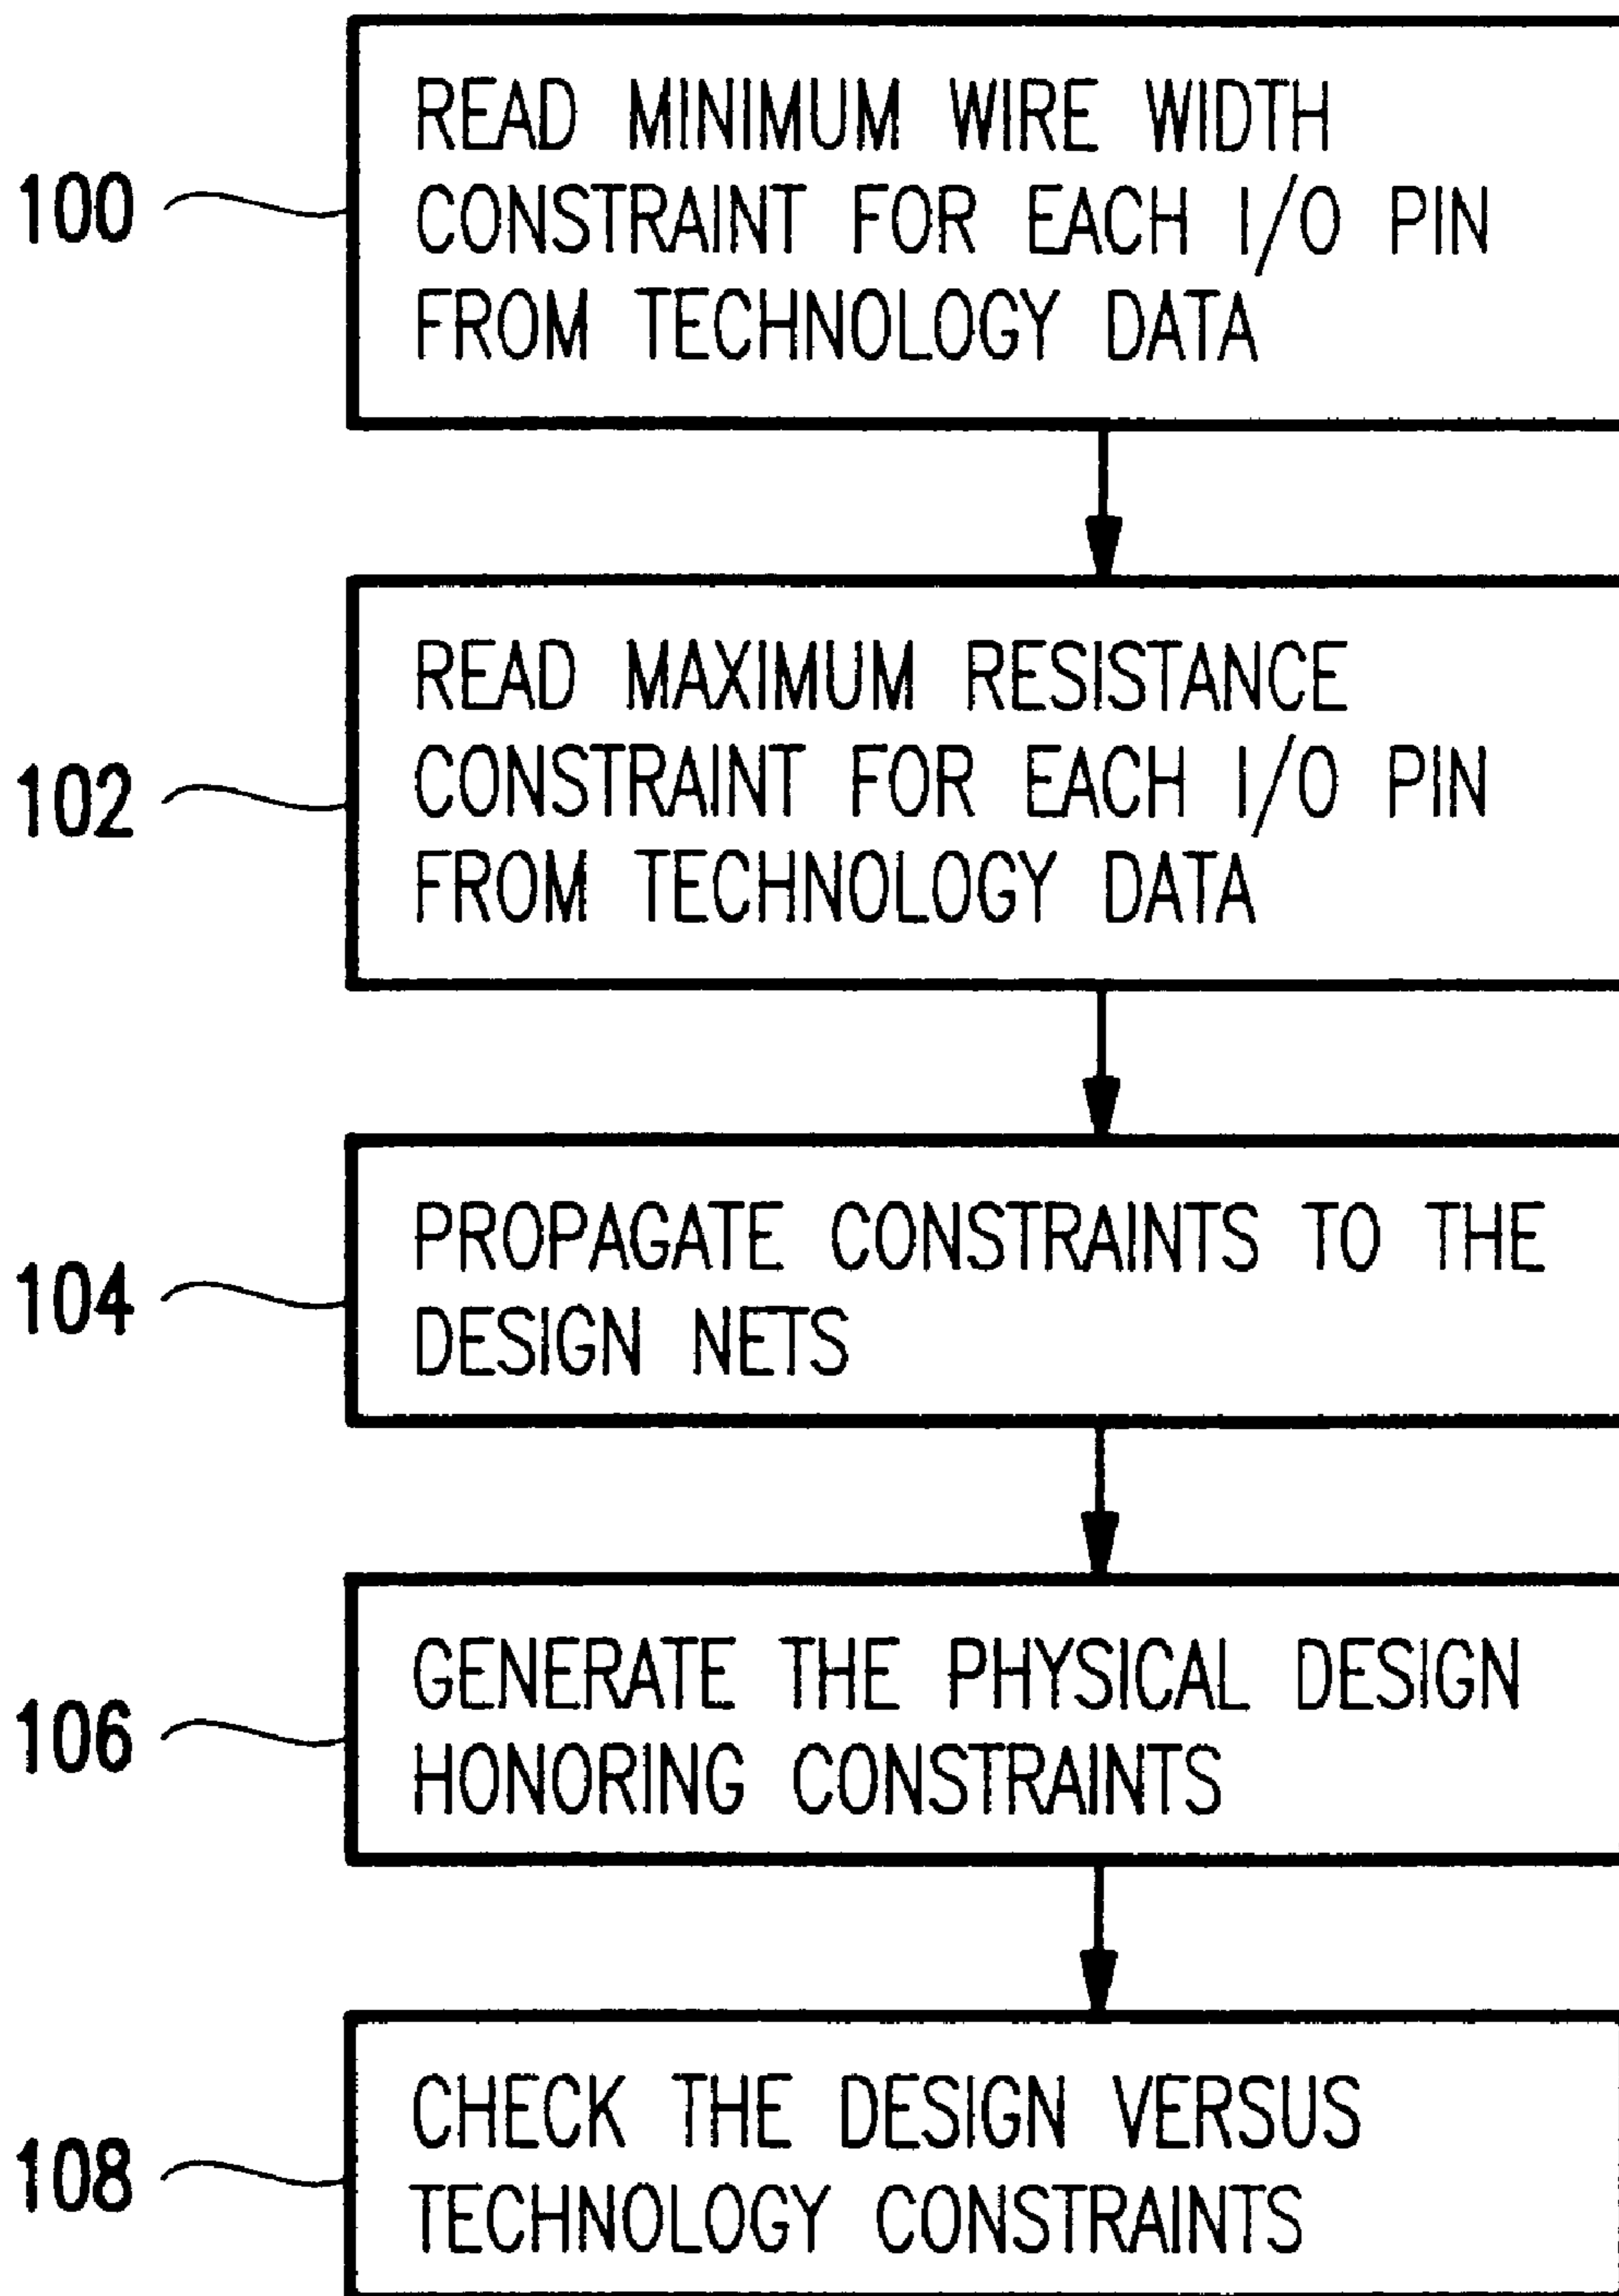 READ MINIMUM WIRE WIDTH
100
CONSTRAINT FOR EACH I/O PIN
FROM TECHNOLOGY DATA
READ MAXIMUM RESISTANCE
102
CONSTRAINT FOR EACH I/O PIN
FROM TECHNOLOGY DATA
PROPAGATE CONSTRAINTS TO THE
104
DESIGN NETS
GENERATE THE PHYSICAL DESIGN
106
HONORING CONSTRAINTS
CHECK THE DESIGN VERSUS
108
TECHNOLOGY CONSTRAINTS